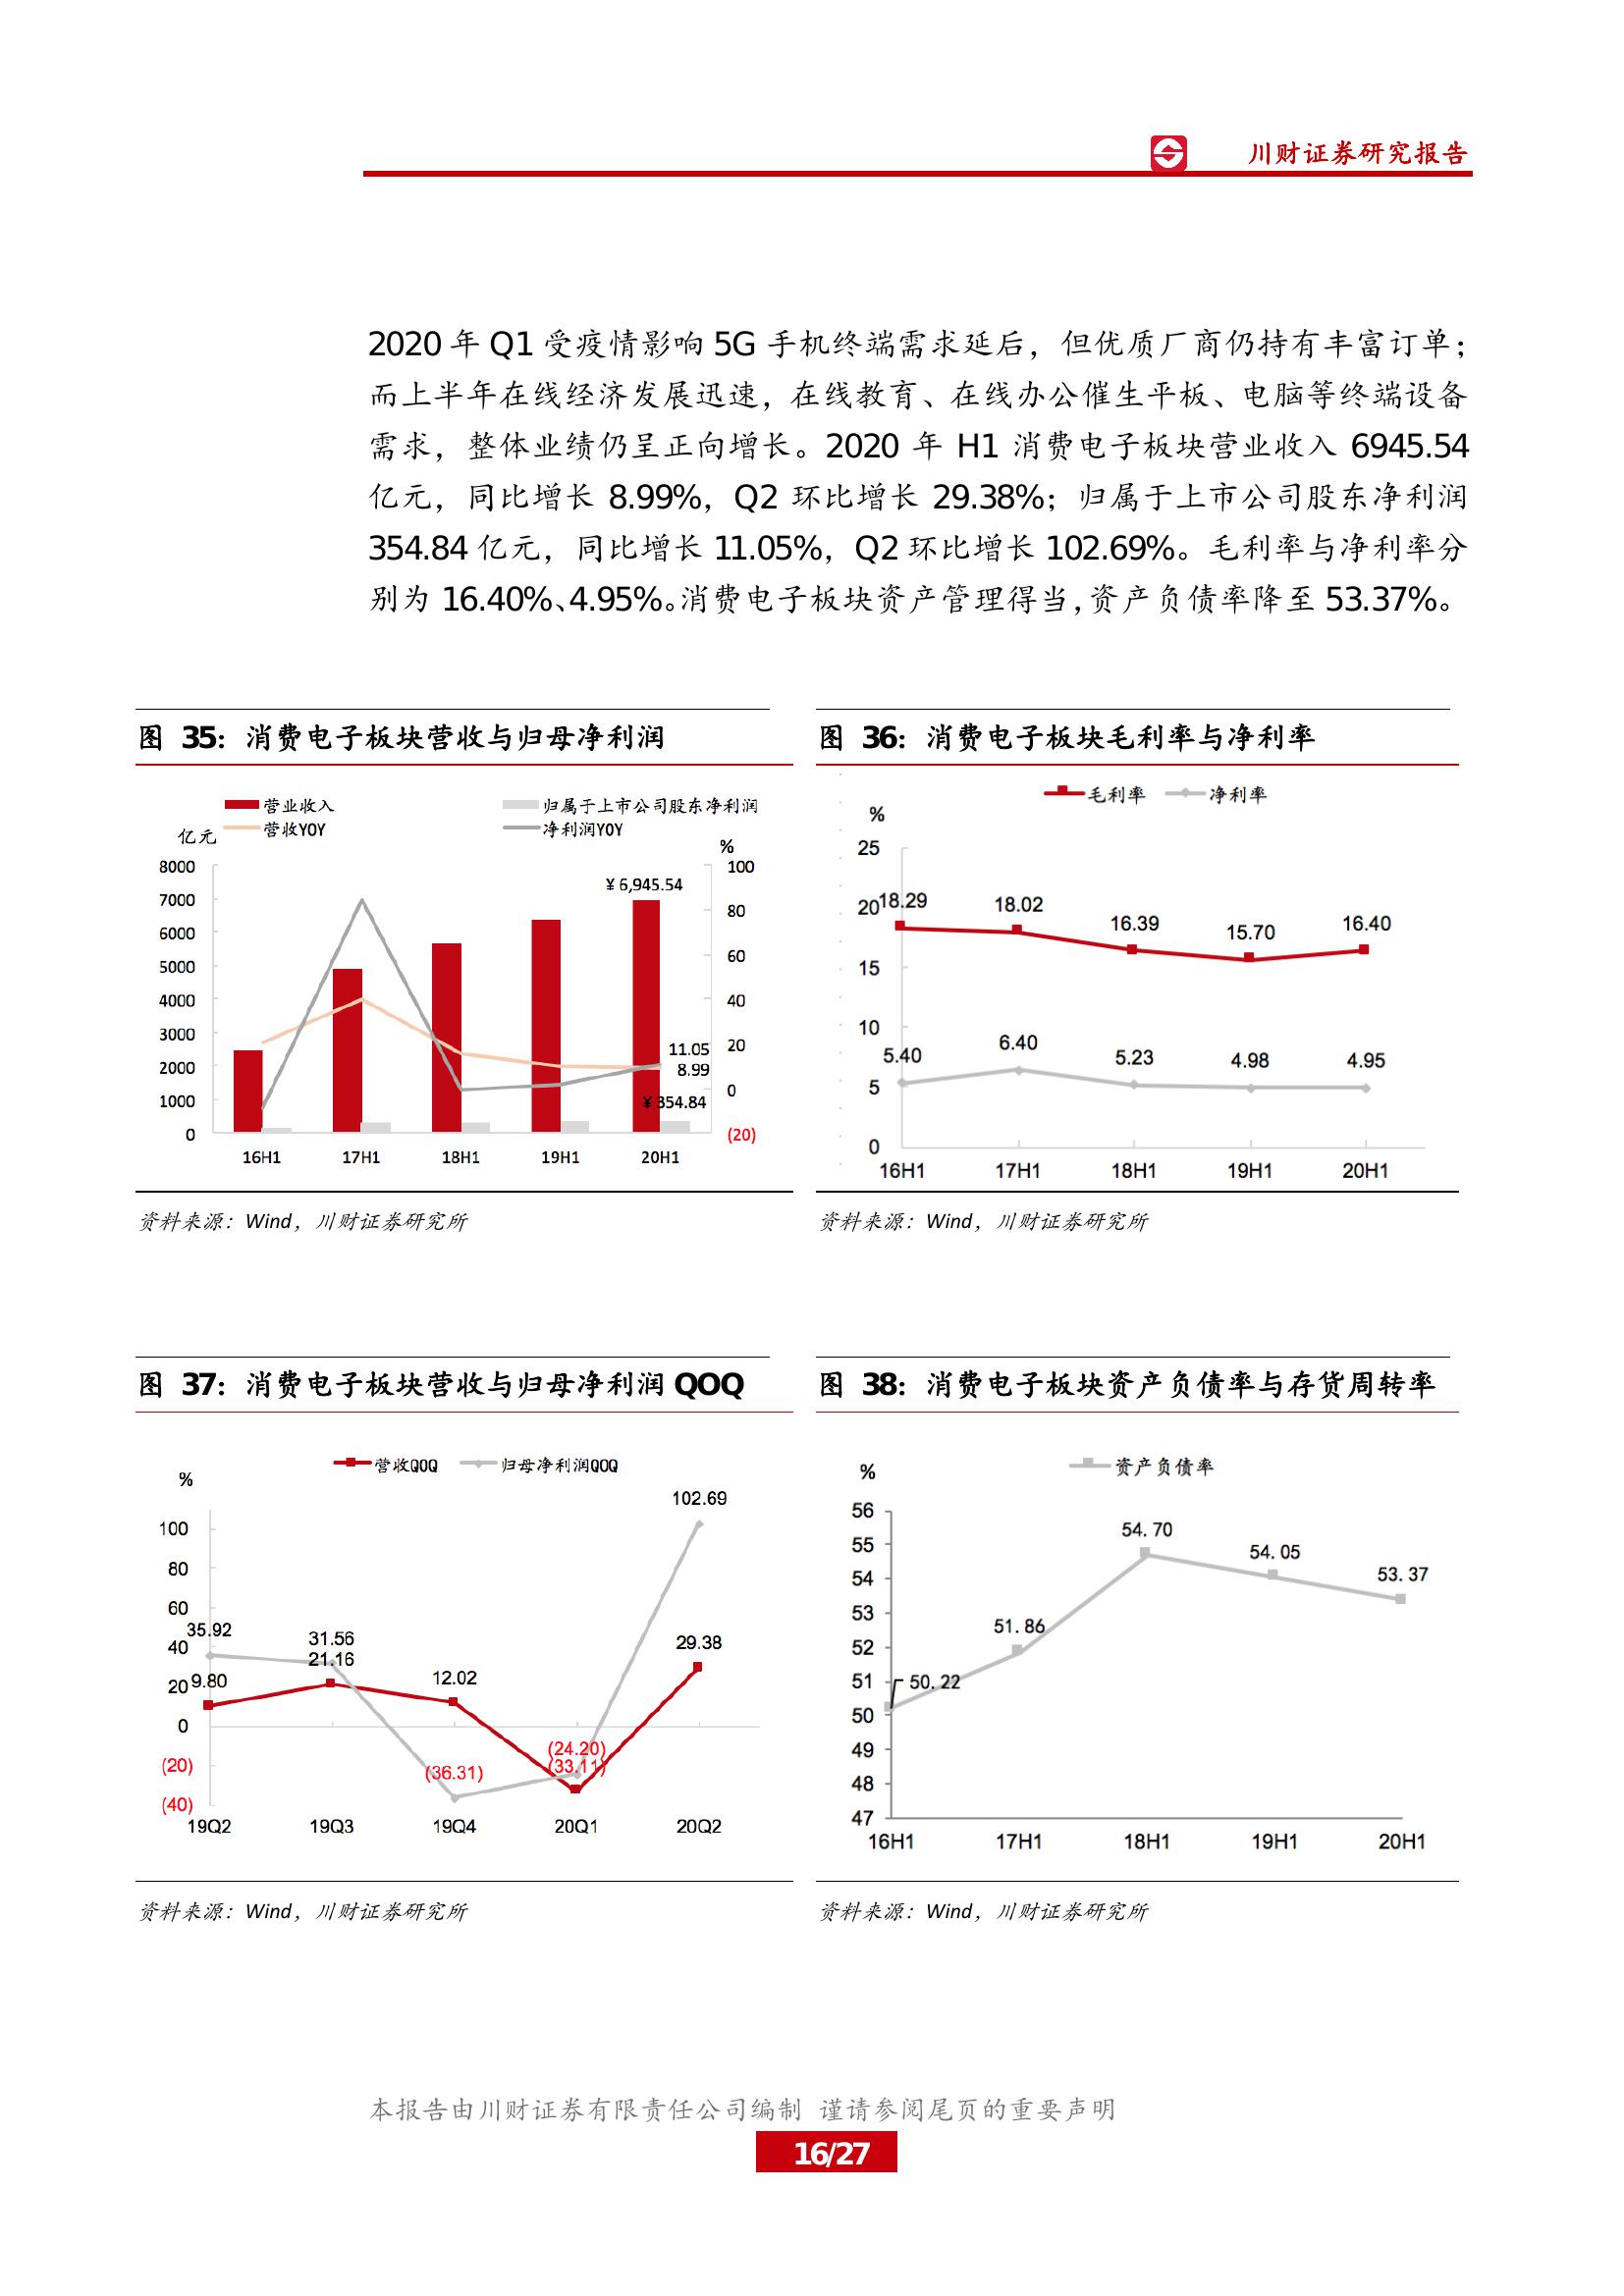 川财证券研究报告
2020 年 Q1 受疫情影响 5G 手机终端需求延后，但优质厂商仍持有丰富订单；
而上半年在线经济发展迅速，在线教育、在线办公催生平板、电脑等终端设备
需求，整体业绩仍呈正向增长。2020 年 H1 消费电子板块营业收入 6945.54
亿元，同比增长 8.99%，Q2 环比增长 29.38%；归属于上市公司股东净利润
354.84 亿元，同比增长 11.05%，Q2 环比增长 102.69%。毛利率与净利率分
别为 16.40%、4.95%。消费电子板块资产管理得当，资产负债率降至 53.37%。
图 35：消费电子板块营收与归母净利润
营业收入 归属于上市公司股东净利润
营收YOY 净利润YOY
亿元 %
8000 100
7000 80
6000 60
5000
4000 40
3000 20
2000 0
1000
0 (20)
¥ 6,945.54
11.05
8.99
¥ 354.84
16H1 17H1 18H1 19H1 20H1
资料来源：Wind，川财证券研究所
图 36：消费电子板块毛利率与净利率
毛利率 净利率
%
25
20
15
10
5
0
18.29 18.02 16.39 15.70 16.40
5.40 6.40 5.23 4.98 4.95
16H1 17H1 18H1 19H1 20H1
资料来源：Wind，川财证券研究所
图 37：消费电子板块营收与归母净利润 QOQ
营收QOQ 归母净利润QOQ
%
100
80
60
40
20
0
(20)
(40)
102.69
35.92 31.56 29.38
9.80 21.16 12.02
(36.31) (24.20)
(33.11)
19Q2 19Q3 19Q4 20Q1 20Q2
资料来源：Wind，川财证券研究所
图 38：消费电子板块资产负债率与存货周转率
资产负债率
%
56
55
54
53
52
51
50
49
48
47
50.22 51.86 54.70 54.05 53.37
16H1 17H1 18H1 19H1 20H1
资料来源：Wind，川财证券研究所
本报告由川财证券有限责任公司编制 谨请参阅尾页的重要声明
16/27